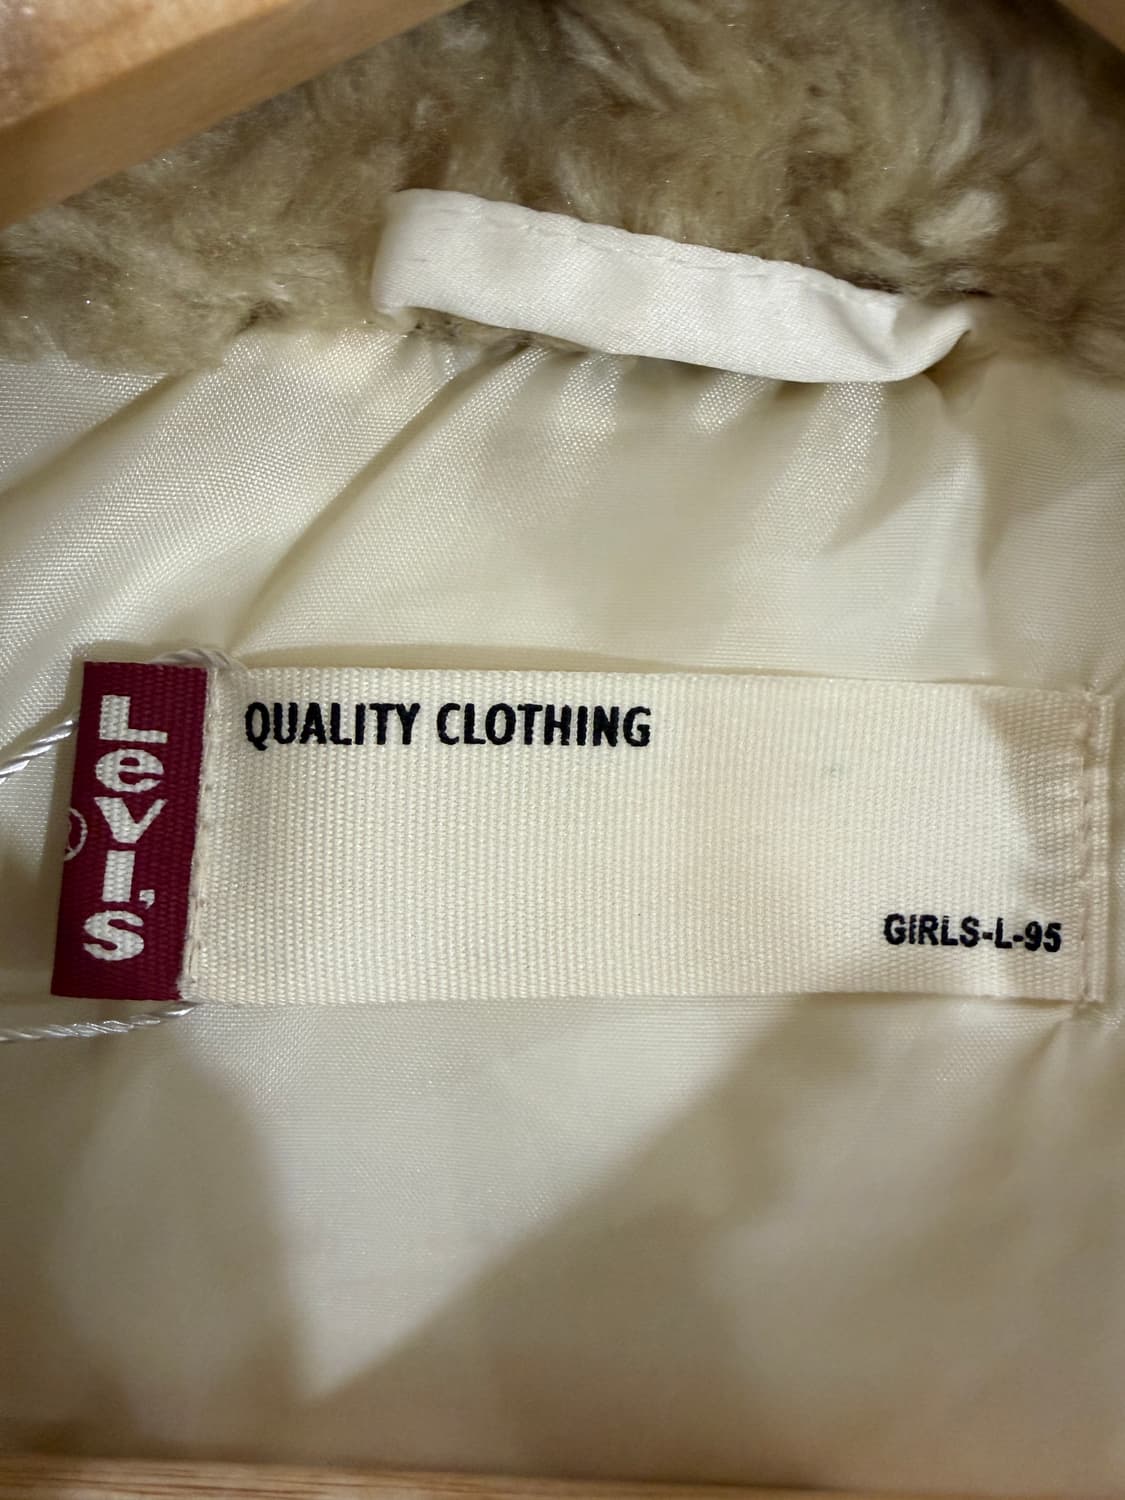 Levi's
®
QUALITY CLOTHING
GIRLS-L-95